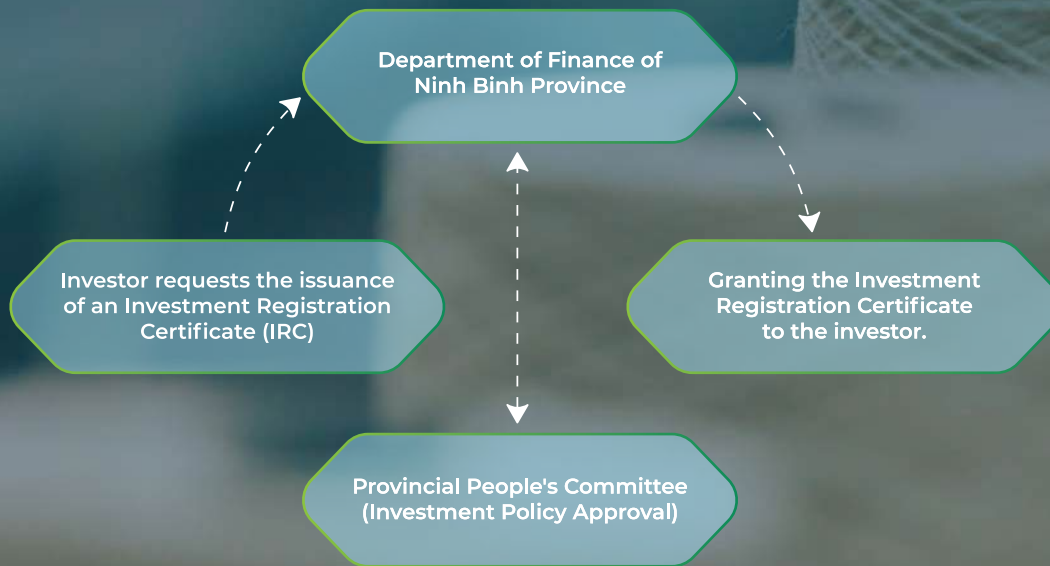 Department of Finance of
Ninh Binh Province
Investor requests the issuance
of an Investment Registration
Certificate (IRC)
Granting the Investment
Registration Certificate
to the investor.
Provincial People's Committee
(Investment Policy Approval)